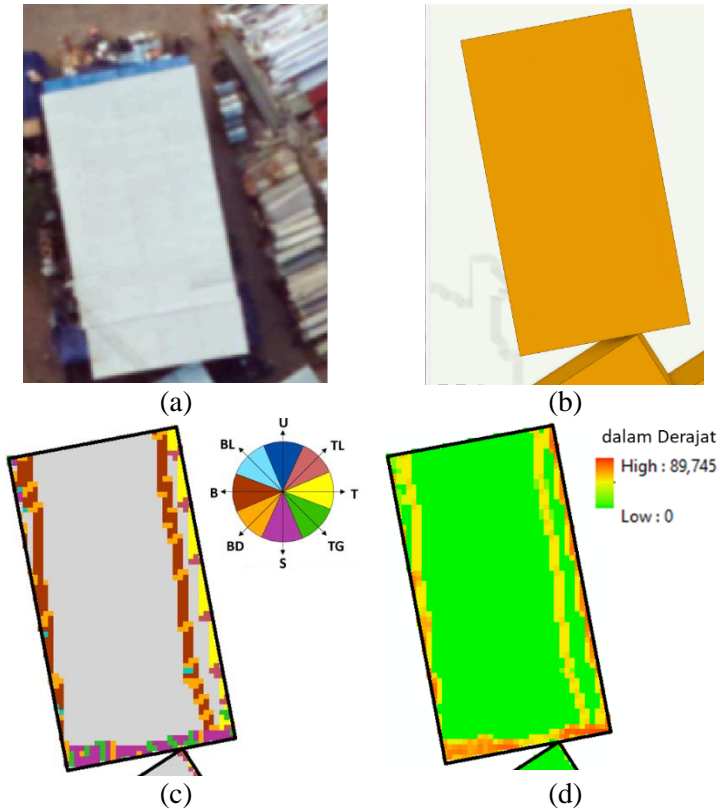 (a)
(b)
U
BL
TL
B
T
BD
TG
S
dalam Derajat
High : 89,745
Low : 0
(c)
(d)